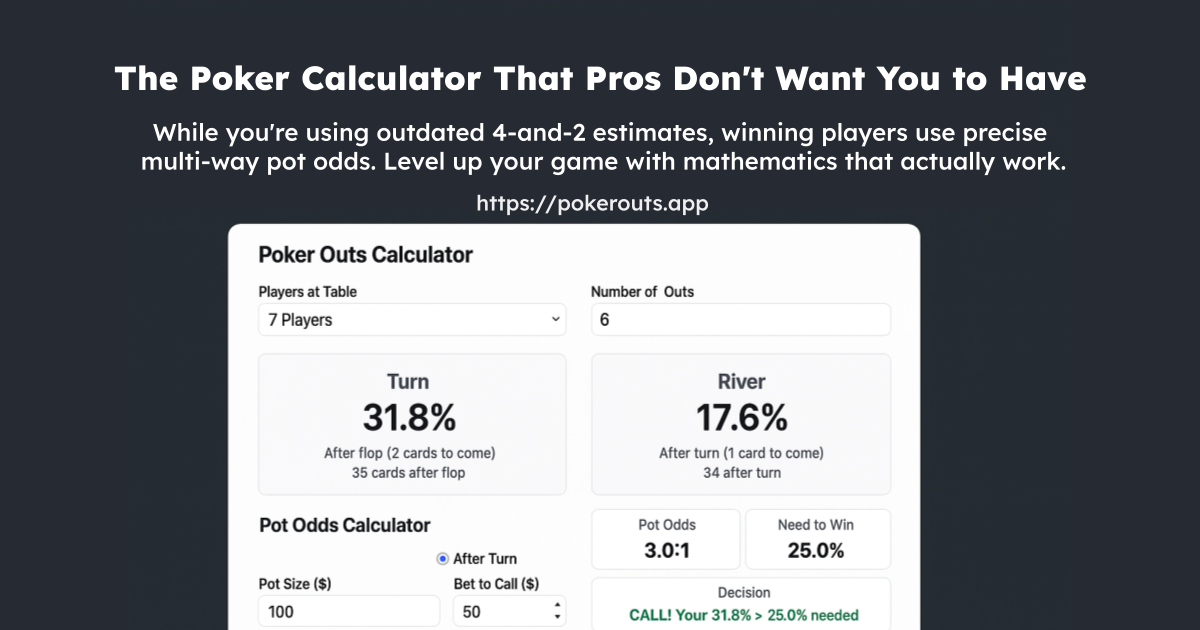 The Poker Calculator That Pros Don't Want You to Have
While you're using outdated 4-and-2 estimates, winning players use precise
multi-way pot odds. Level up your game with mathematics that actually work.
https://pokerouts.app
Poker Outs Calculator
Players at Table
7 Players
Number of Outs
6
Turn
31.8%
After flop (2 cards to come)
35 cards after flop
River
17.6%
After turn (1 card to come)
34 after turn
Pot Odds Calculator
After Turn
Pot Size ($)
100
Bet to Call ($)
50
Pot Odds
3.0:1
Need to Win
25.0%
Decision
CALL! Your 31.8% > 25.0% needed